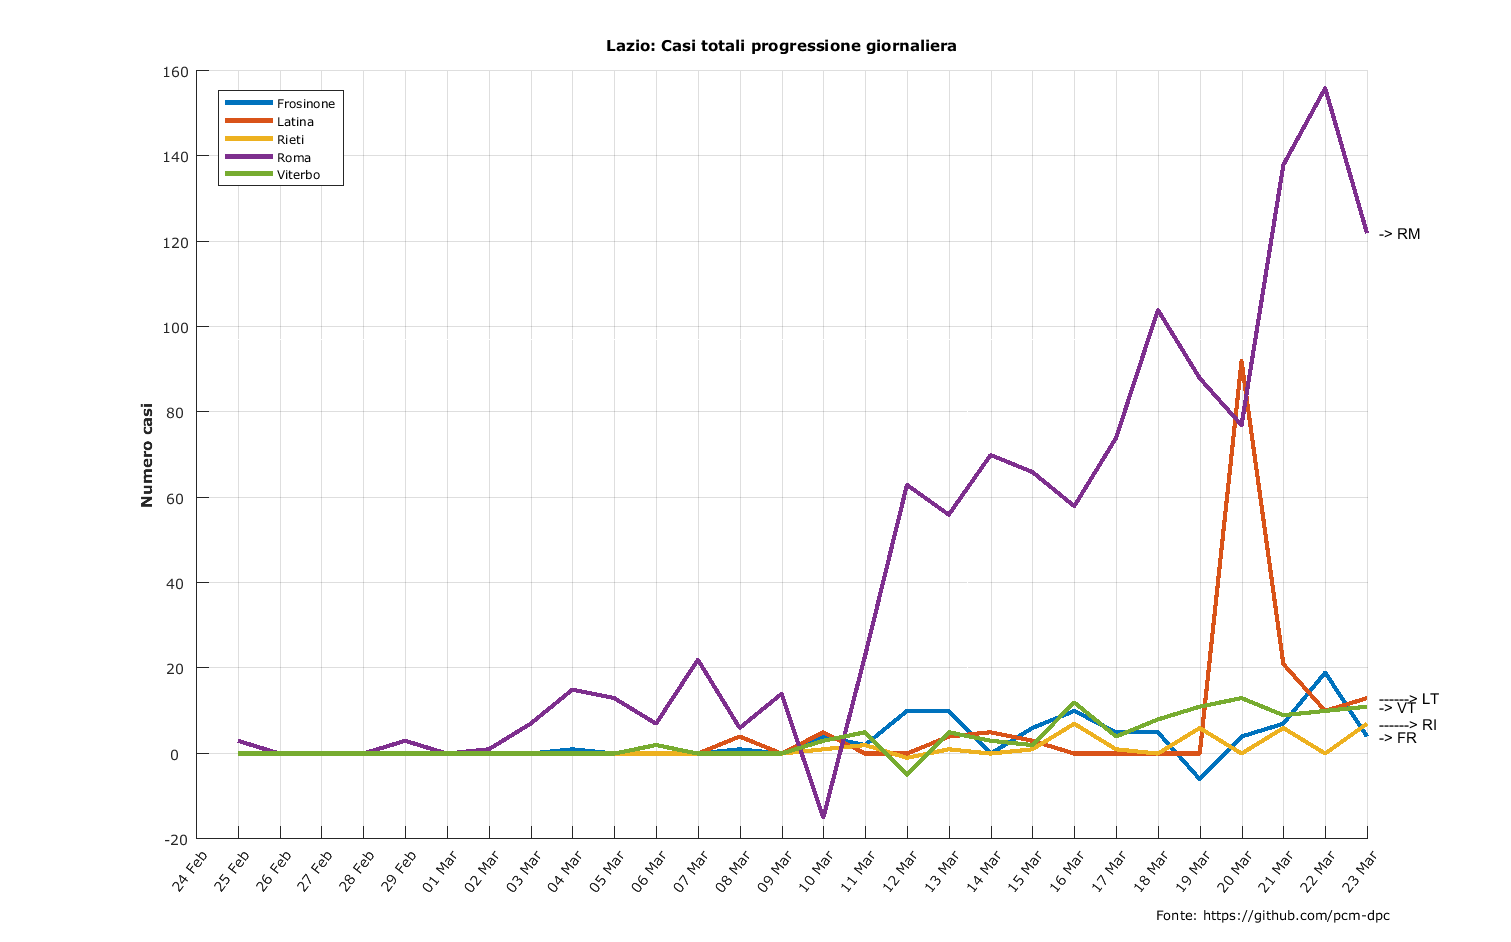 Lazio: Casi totali progressione giornaliera
160
140
120
100
80
60
40
20
0
-20
Numero casi
Frosinone
Latina
Rieti
Roma
Viterbo
-> RM
------> LT
-> VT
------> RI
-> FR
24 Feb
25 Feb
26 Feb
27 Feb
28 Feb
29 Feb
01 Mar
02 Mar
03 Mar
04 Mar
05 Mar
06 Mar
07 Mar
08 Mar
09 Mar
10 Mar
11 Mar
12 Mar
13 Mar
14 Mar
15 Mar
16 Mar
17 Mar
18 Mar
19 Mar
20 Mar
21 Mar
22 Mar
23 Mar
Fonte: https://github.com/pcm-dpc